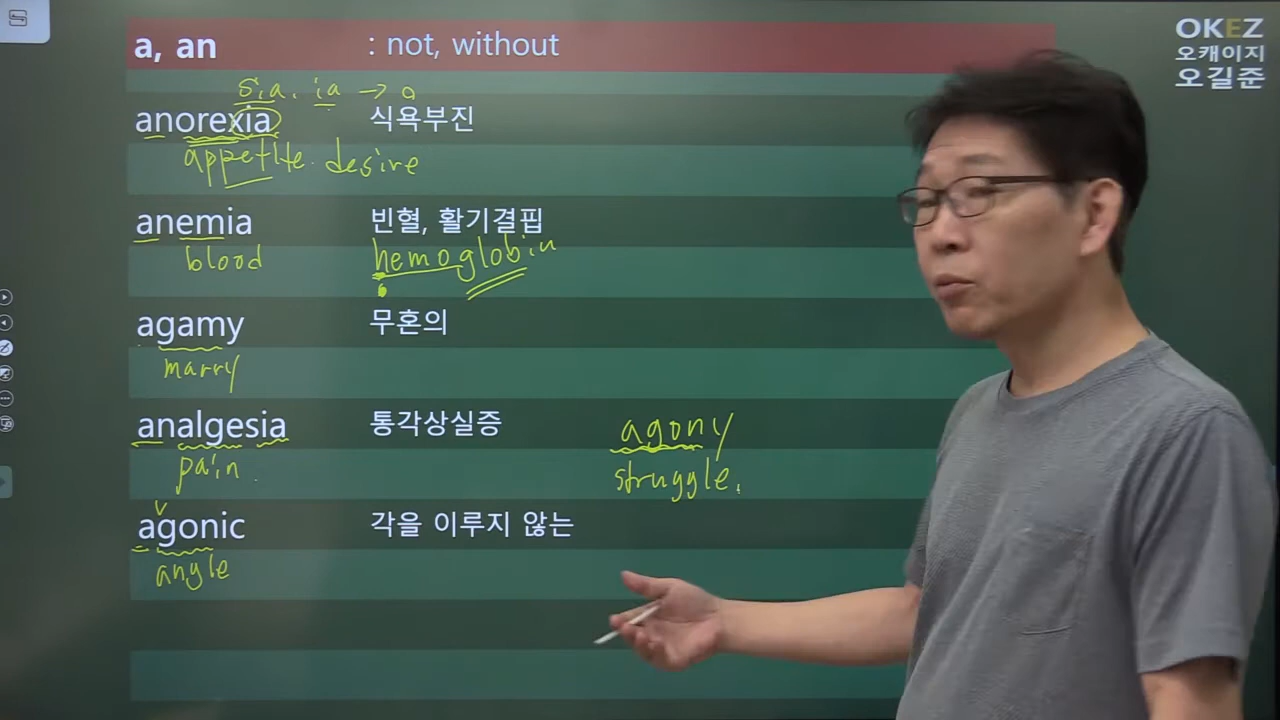 a, an : not, without
OKEZ
오캐이지
오길준
sia. ia →
anorexia 식욕부진
appetite. desire
anemia 빈혈, 활기결핍
blood hemoglobin
agamy 무혼의
marry
analgesia 통각상실증 agony
pain. struggle.
v
agonic 각을 이루지 않는
angle